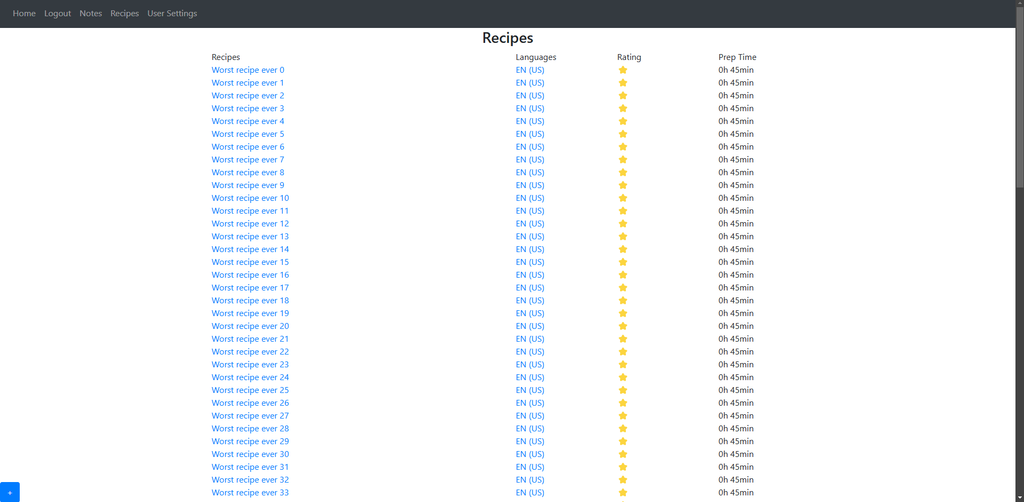 Home Logout Notes Recipes User Settings
Recipes
Recipes Languages Rating Prep Time
Worst recipe ever 0 EN (US) 0h 45min
Worst recipe ever 1 EN (US) 0h 45min
Worst recipe ever 2 EN (US) 0h 45min
Worst recipe ever 3 EN (US) 0h 45min
Worst recipe ever 4 EN (US) 0h 45min
Worst recipe ever 5 EN (US) 0h 45min
Worst recipe ever 6 EN (US) 0h 45min
Worst recipe ever 7 EN (US) 0h 45min
Worst recipe ever 8 EN (US) 0h 45min
Worst recipe ever 9 EN (US) 0h 45min
Worst recipe ever 10 EN (US) 0h 45min
Worst recipe ever 11 EN (US) 0h 45min
Worst recipe ever 12 EN (US) 0h 45min
Worst recipe ever 13 EN (US) 0h 45min
Worst recipe ever 14 EN (US) 0h 45min
Worst recipe ever 15 EN (US) 0h 45min
Worst recipe ever 16 EN (US) 0h 45min
Worst recipe ever 17 EN (US) 0h 45min
Worst recipe ever 18 EN (US) 0h 45min
Worst recipe ever 19 EN (US) 0h 45min
Worst recipe ever 20 EN (US) 0h 45min
Worst recipe ever 21 EN (US) 0h 45min
Worst recipe ever 22 EN (US) 0h 45min
Worst recipe ever 23 EN (US) 0h 45min
Worst recipe ever 24 EN (US) 0h 45min
Worst recipe ever 25 EN (US) 0h 45min
Worst recipe ever 26 EN (US) 0h 45min
Worst recipe ever 27 EN (US) 0h 45min
Worst recipe ever 28 EN (US) 0h 45min
Worst recipe ever 29 EN (US) 0h 45min
Worst recipe ever 30 EN (US) 0h 45min
Worst recipe ever 31 EN (US) 0h 45min
Worst recipe ever 32 EN (US) 0h 45min
Worst recipe ever 33 EN (US) 0h 45min
+